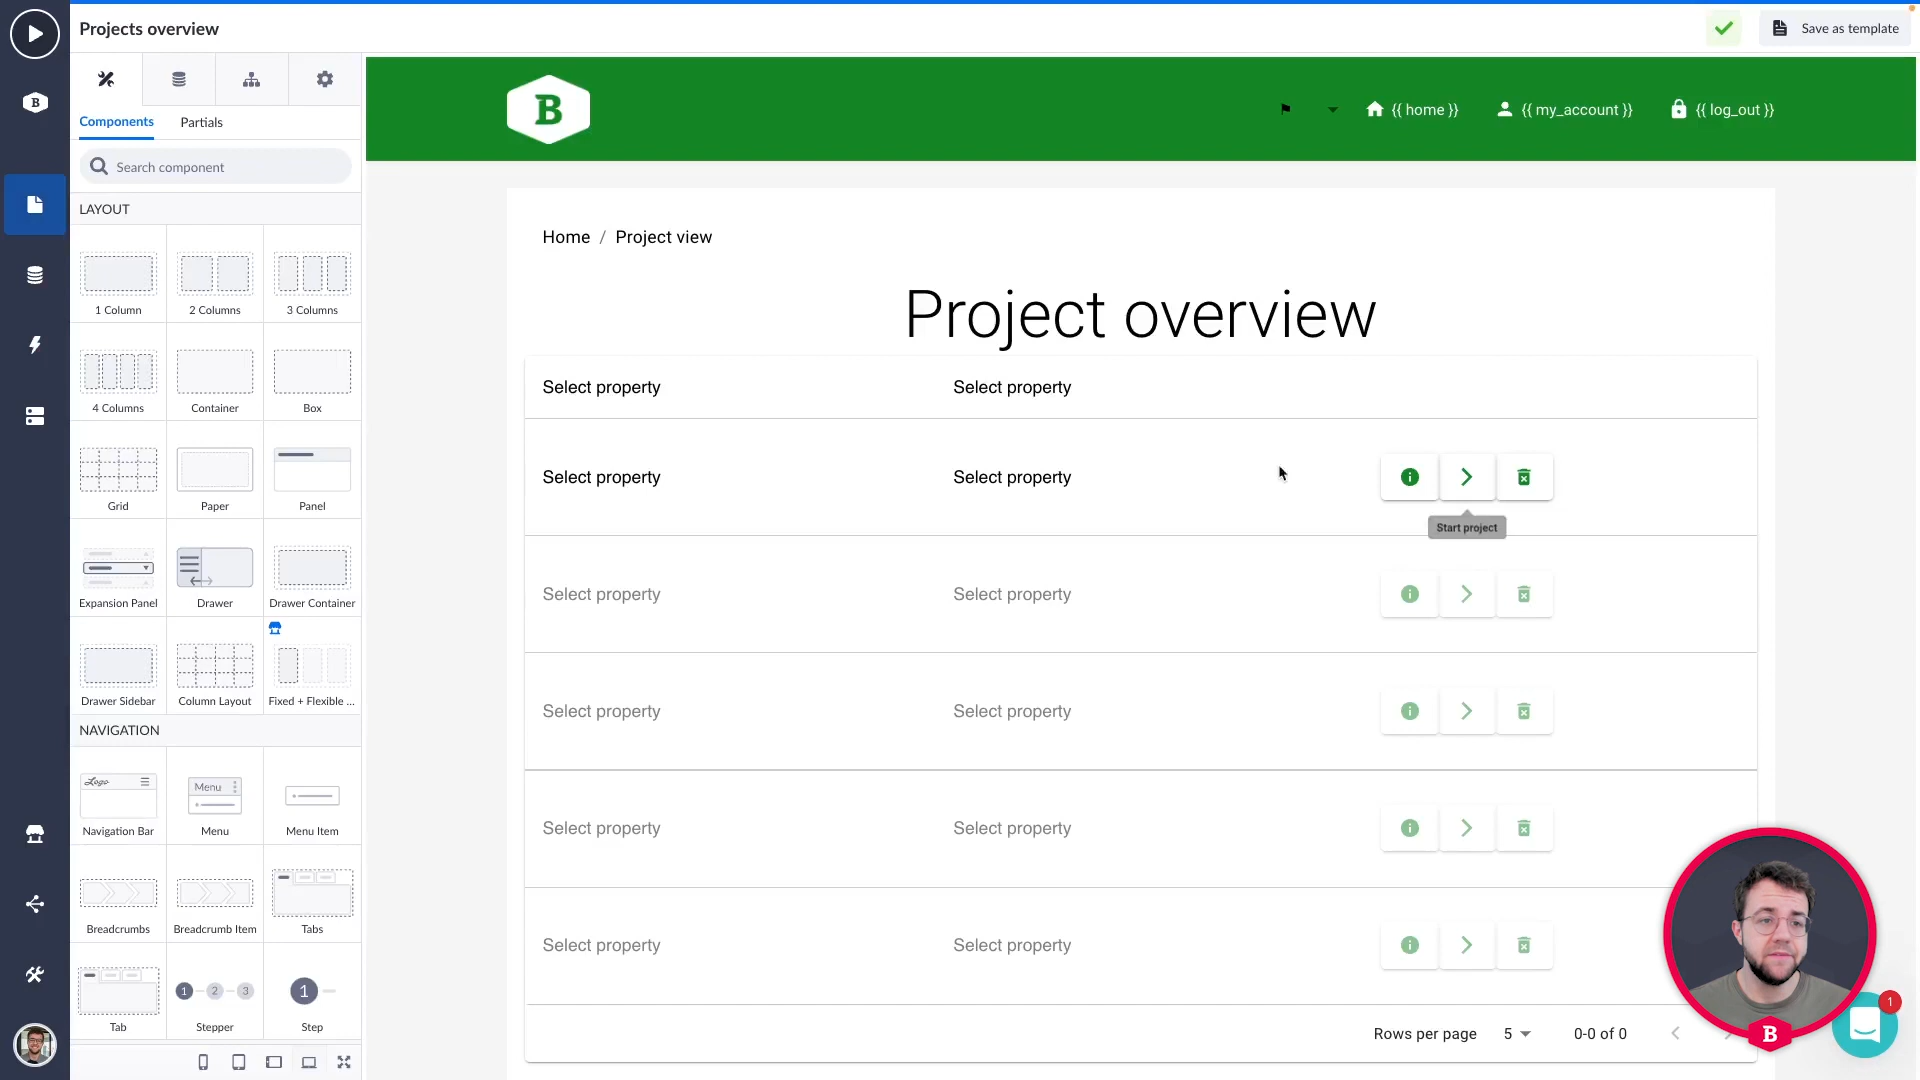 Projects overview
Save as template
Components
Partials
Search component
LAYOUT
1 Column
2 Columns
3 Columns
4 Columns
Container
Box
Grid
Paper
Panel
Expansion Panel
Drawer
Drawer Container
Drawer Sidebar
Column Layout
Fixed + Flexible ...
NAVIGATION
Logo
Navigation Bar
Menu
Menu
Menu Item
Breadcrumbs
Breadcrumb Item
Tabs
Tab
1 2 3
Stepper
1
Step
B
B
{{ home }}
{{ my_account }}
{{ log_out }}
Home / Project view
Project overview
Select property Select property
Select property Select property
Start project
Select property Select property
Select property Select property
Select property Select property
Select property Select property
Rows per page 5 0-0 of 0
B
1